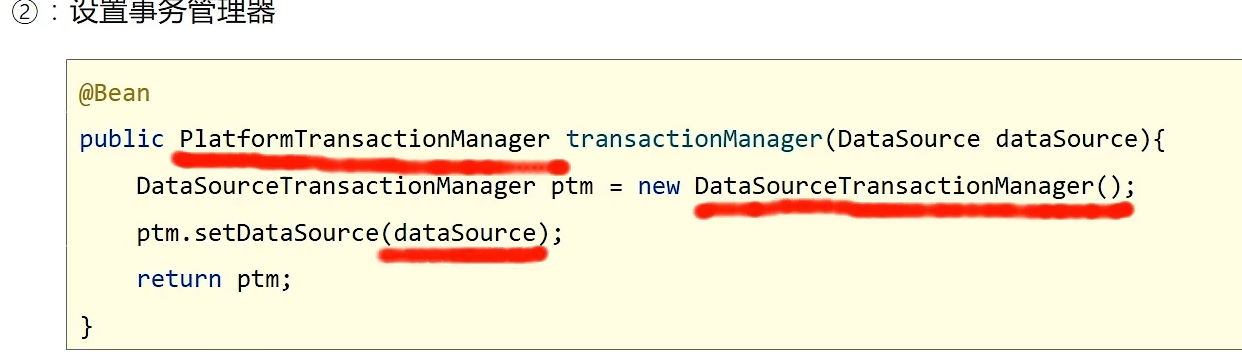 ②：设置事务管理器
@Bean
public PlatformTransactionManager transactionManager(DataSource dataSource){
DataSourceTransactionManager ptm = new DataSourceTransactionManager();
ptm.setDataSource(dataSource);
return ptm;
}